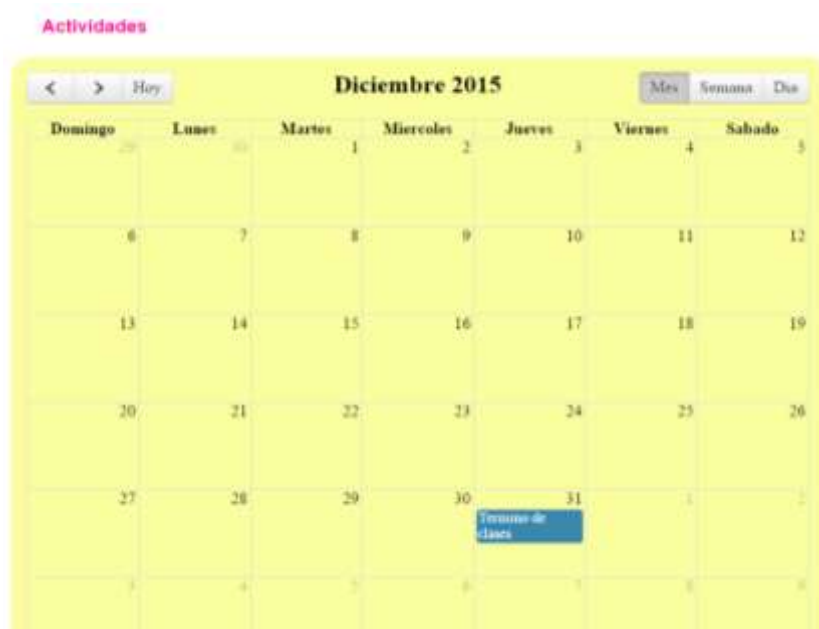 Actividades
Hoy Diciembre 2015 Mes Semana Dia
Domingo Lunes Martes Miercoles Jueves Viernes Sabado
29 30 1 2 3 4 5
6 7 8 9 10 11 12
13 14 15 16 17 18 19
20 21 22 23 24 25 26
27 28 29 30 31 1 2
Termino de
clases
3 4 5 6 7 8 9